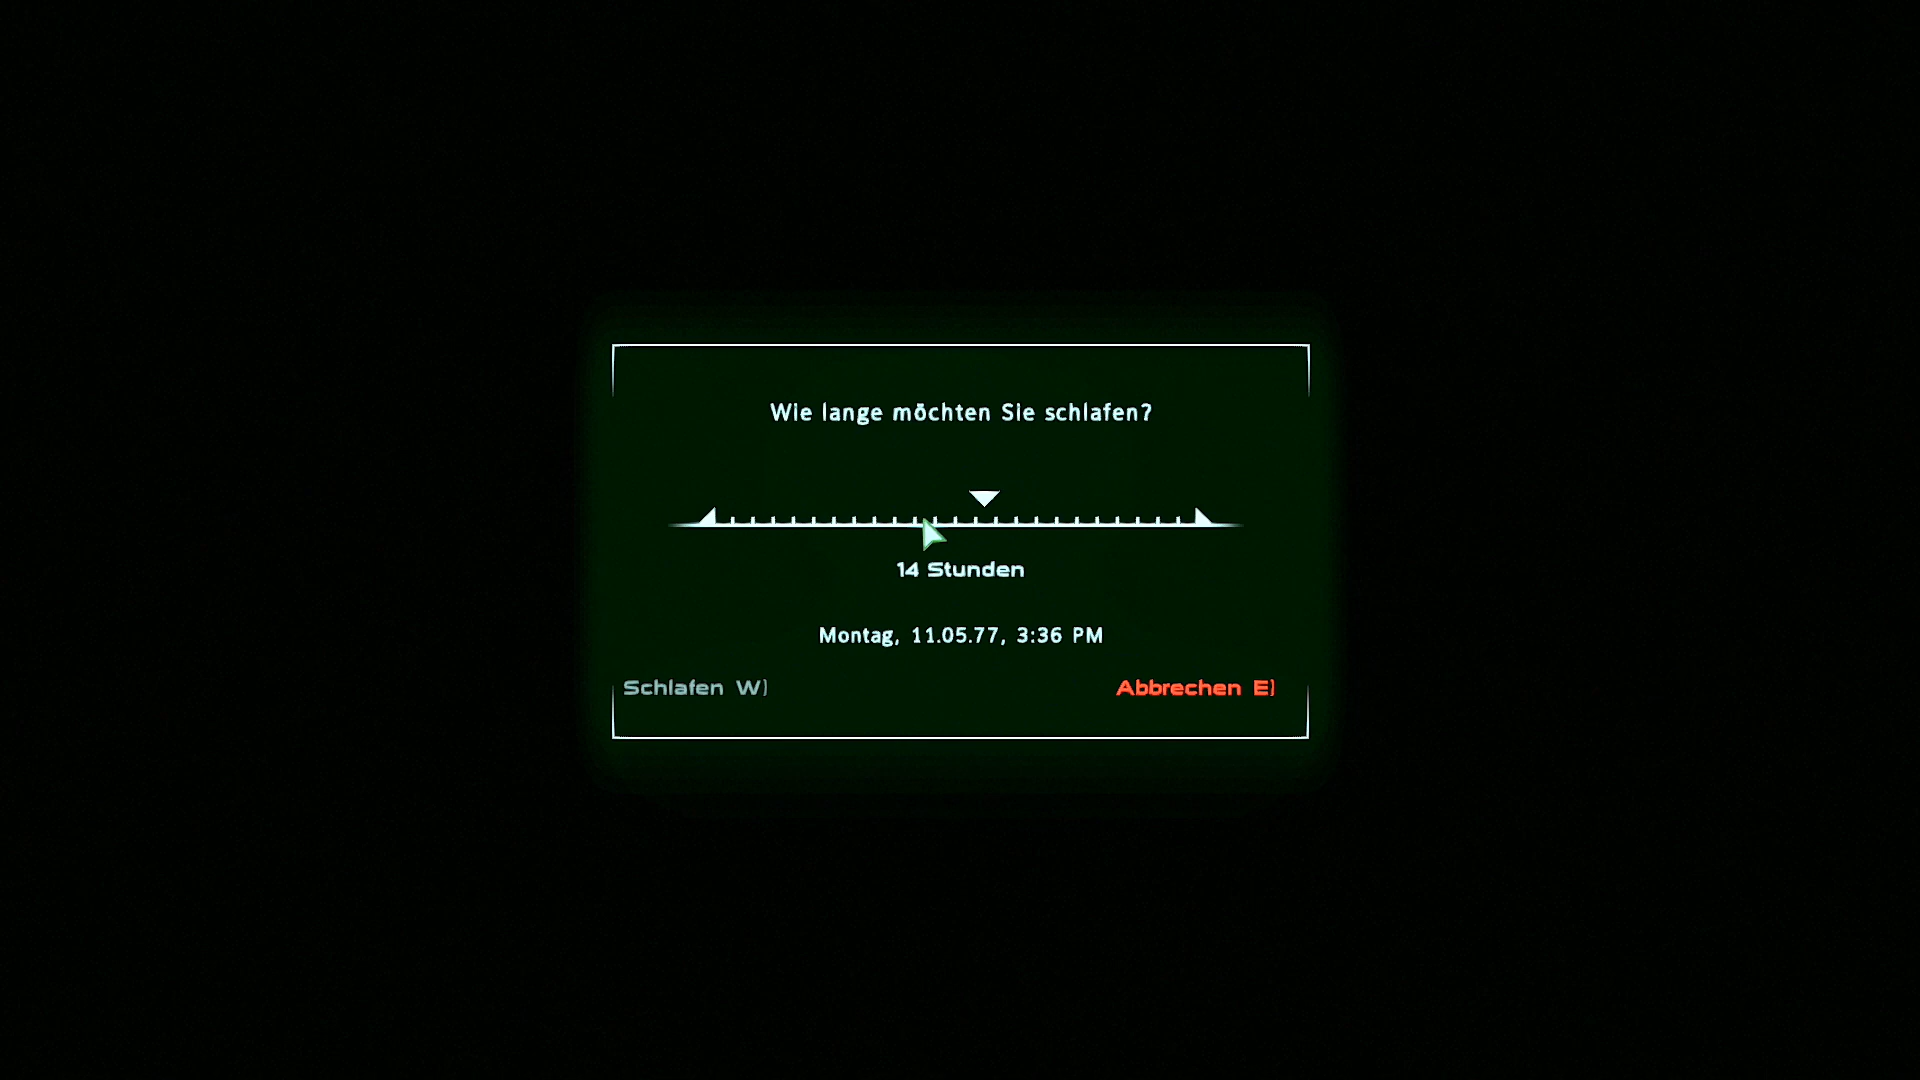 Wie lange möchten Sie schlafen?
14 Stunden
Montag, 11.05.77, 3:36 PM
Schlafen W)
Abbrechen E)